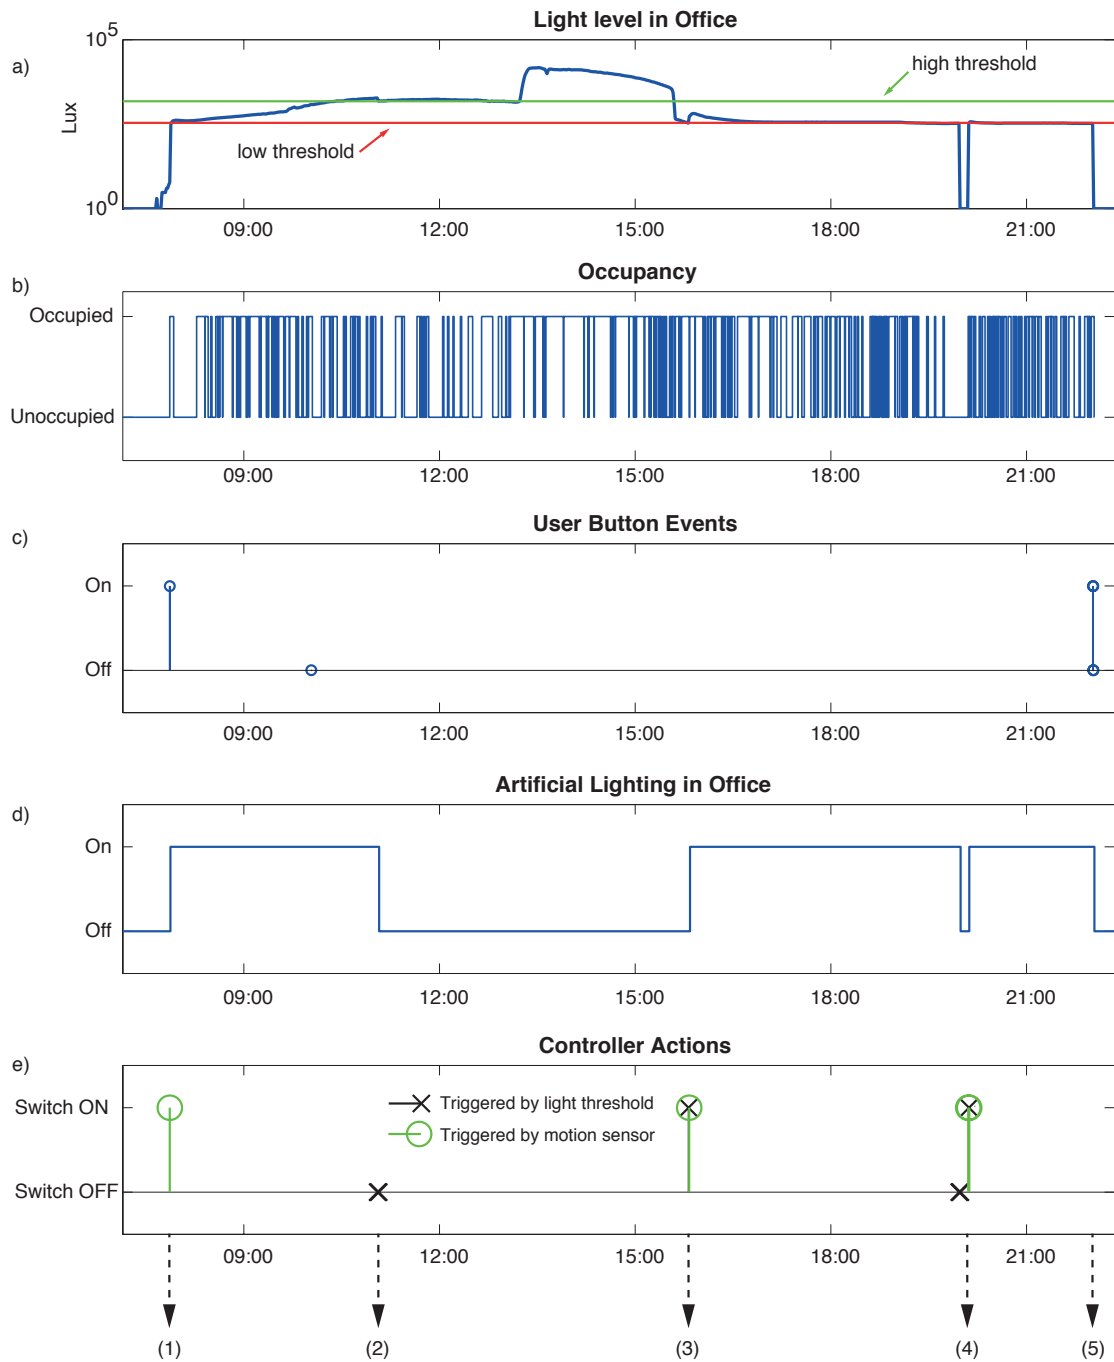 Light level in Office
a)
10^5
high threshold
Lux
low threshold
10^0
09:00 12:00 15:00 18:00 21:00
Occupancy
b)
Occupied
Unoccupied
09:00 12:00 15:00 18:00 21:00
User Button Events
c)
On
Off
09:00 12:00 15:00 18:00 21:00
Artificial Lighting in Office
d)
On
Off
09:00 12:00 15:00 18:00 21:00
Controller Actions
e)
Switch ON
Triggered by light threshold
Triggered by motion sensor
Switch OFF
09:00 12:00 15:00 18:00 21:00
(1) (2) (3) (4) (5)